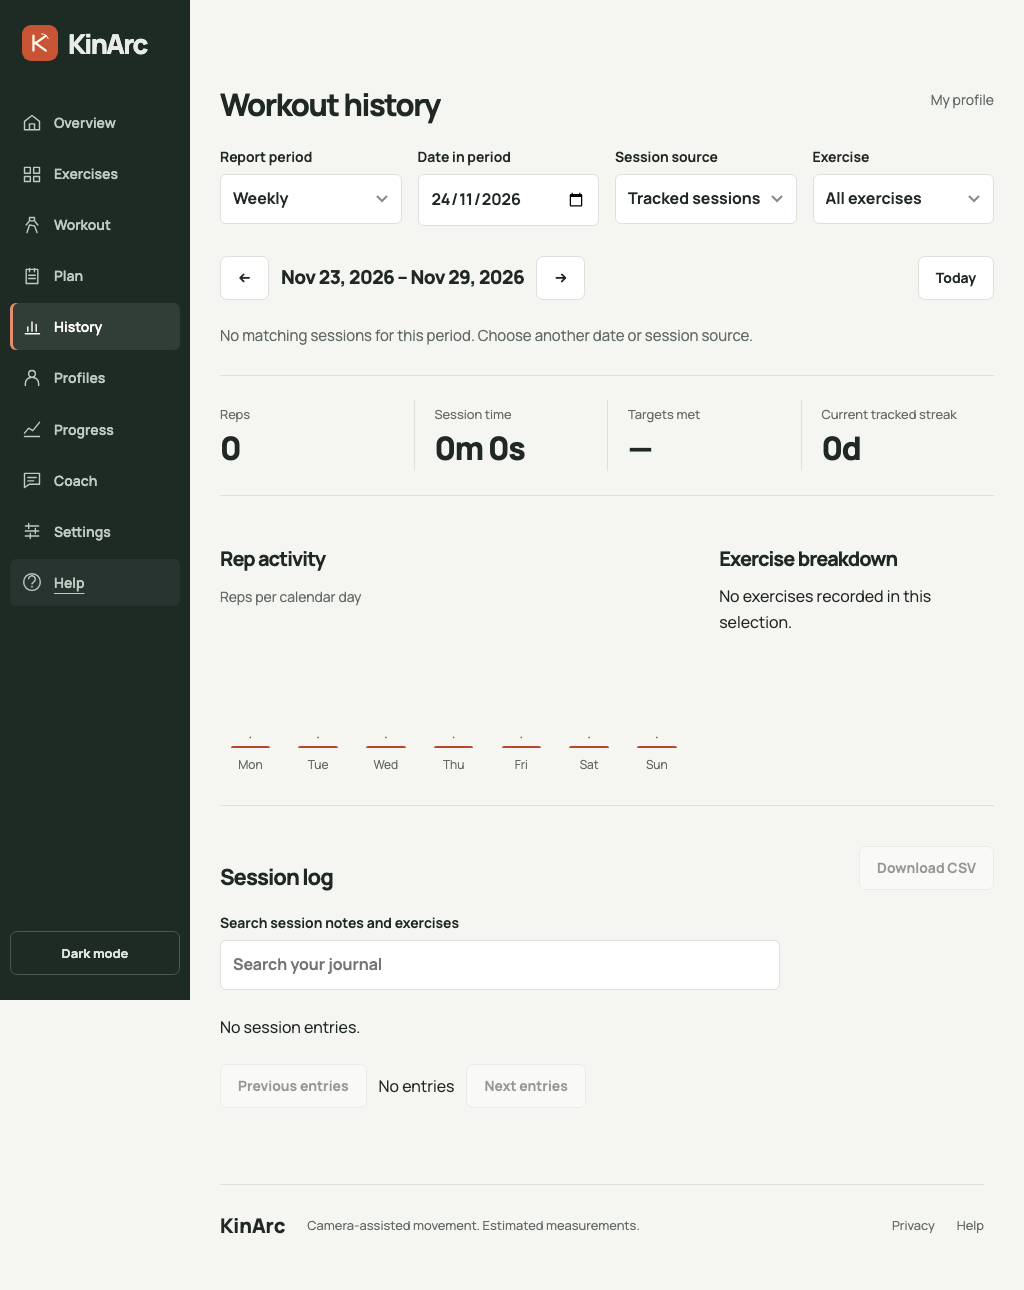 KinArc
Overview
Exercises
Workout
Plan
History
Profiles
Progress
Coach
Settings
Help
Dark mode
Workout history
My profile
Report period
Date in period
Session source
Exercise
Weekly
24/11/2026
Tracked sessions
All exercises
Nov 23, 2026 – Nov 29, 2026
Today
No matching sessions for this period. Choose another date or session source.
Reps
Session time
Targets met
Current tracked streak
0
0m 0s
—
0d
Rep activity
Reps per calendar day
Exercise breakdown
No exercises recorded in this
selection.
Mon
Tue
Wed
Thu
Fri
Sat
Sun
Session log
Download CSV
Search session notes and exercises
Search your journal
No session entries.
Previous entries
No entries
Next entries
KinArc
Camera-assisted movement. Estimated measurements.
Privacy
Help